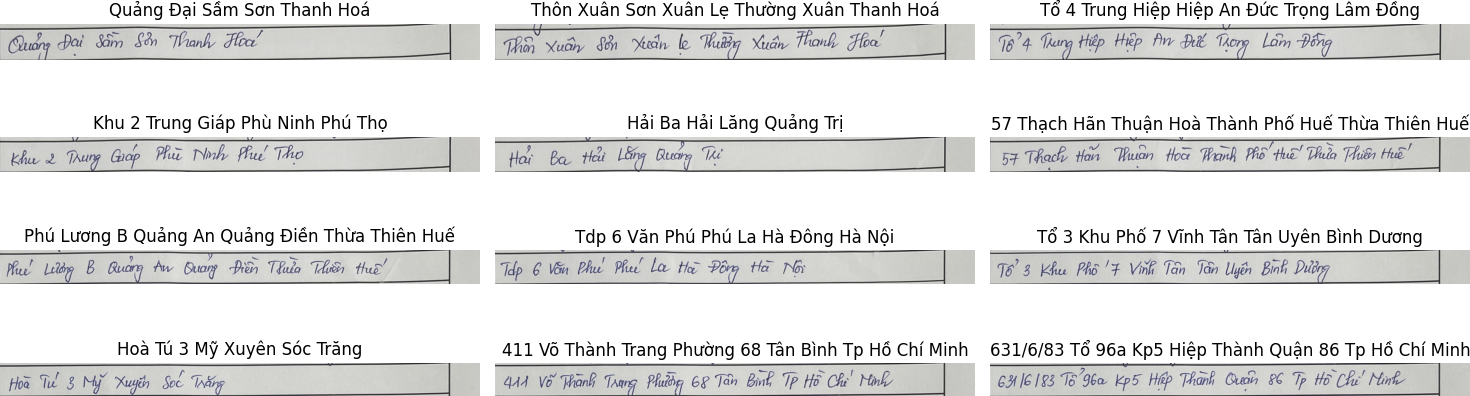 Quảng Đại Sầm Sơn Thanh Hoá
Thôn Xuân Sơn Xuân Lẹ Thường Xuân Thanh Hoá
Tổ 4 Trung Hiệp Hiệp An Đức Trọng Lâm Đồng
Quảng Đại Sầm Sơn Thanh Hoá
Thôn Xuân Sơn Xuân Lẹ Thường Xuân Thanh Hoá
Tổ 4 Trung Hiệp Hiệp An Đức Trọng Lâm Đồng
Khu 2 Trung Giáp Phù Ninh Phú Thọ
Hải Ba Hải Lăng Quảng Trị
57 Thạch Hãn Thuận Hoà Thành Phố Huế Thừa Thiên Huế
Khu 2 Trung Giáp Phù Ninh Phú Thọ
Hải Ba Hải Lăng Quảng Trị
57 Thạch Hãn Thuận Hoà Thành Phố Huế Thừa Thiên Huế
Phú Lương B Quảng An Quảng Điền Thừa Thiên Huế
Tdp 6 Văn Phú Phú La Hà Đông Hà Nội
Tổ 3 Khu Phố 7 Vĩnh Tân Tân Uyên Bình Dương
Phú Lương B Quảng An Quảng Điền Thừa Thiên Huế
Tdp 6 Văn Phú Phú La Hà Đông Hà Nội
Tổ 3 Khu Phố 7 Vĩnh Tân Tân Uyên Bình Dương
Hoà Tú 3 Mỹ Xuyên Sóc Trăng
411 Võ Thành Trang Phường 68 Tân Bình Tp Hồ Chí Minh
631/6/83 Tổ 96a Kp5 Hiệp Thành Quận 86 Tp Hồ Chí Minh
Hoà Tú 3 Mỹ Xuyên Sóc Trăng
411 Võ Thành Trang Phường 68 Tân Bình Tp Hồ Chí Minh
631/6/83 Tổ 96a Kp5 Hiệp Thành Quận 86 Tp Hồ Chí Minh